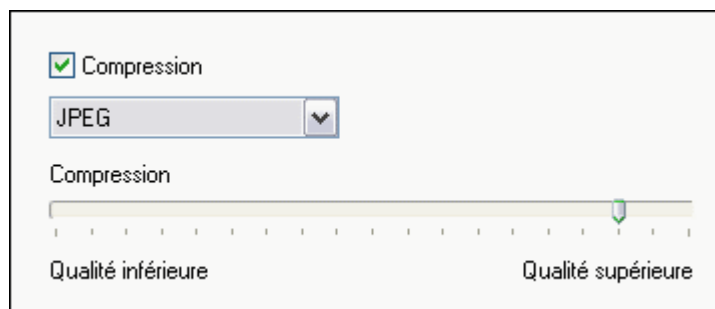 Compression
JPEG
Compression
Qualité inférieure Qualité supérieure